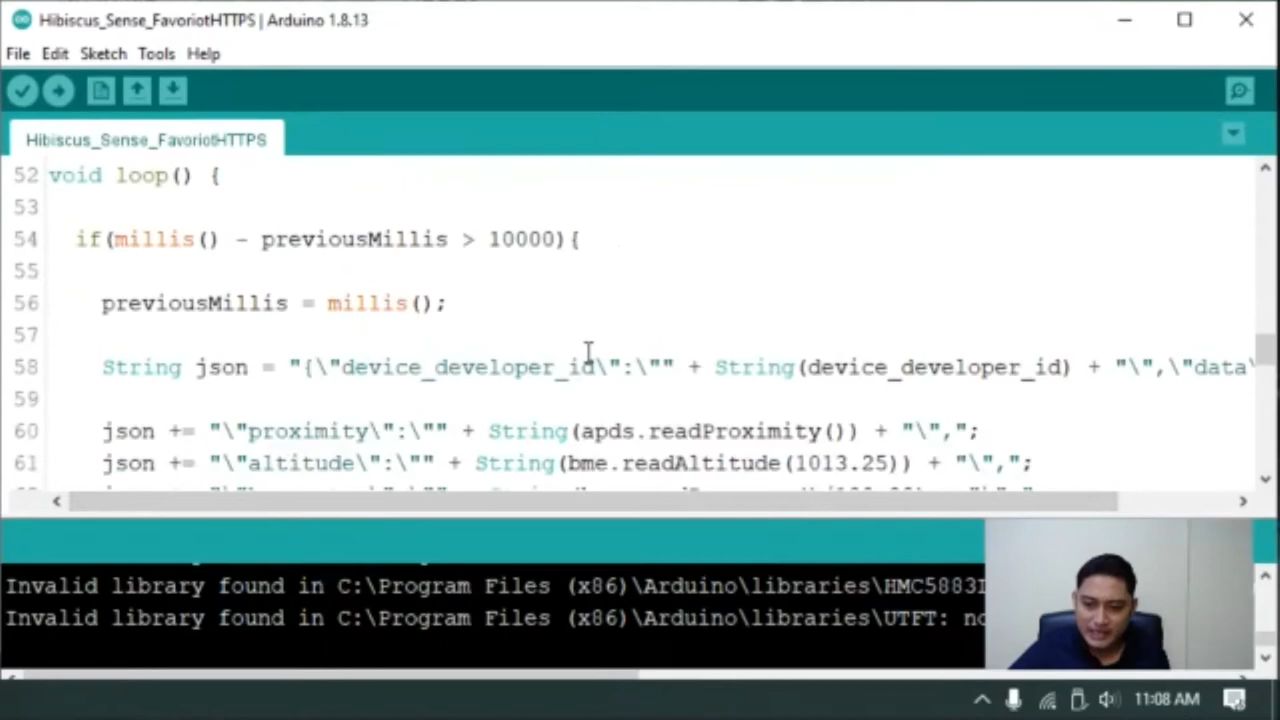 Hibiscus_Sense_FavoriotHTTPS | Arduino 1.8.13
File Edit Sketch Tools Help
Hibiscus_Sense_FavoriotHTTPS
52 void loop() {
53
54 if(millis() - previousMillis > 10000){
55
56 previousMillis = millis();
57
58 String json = "{\"device_developer_id\":\"" + String(device_developer_id) + "\",\"data\
59
60 json += "\"proximity\":\"" + String(apds.readProximity()) + "\",";
61 json += "\"altitude\":\"" + String(bme.readAltitude(1013.25)) + "\",";
Invalid library found in C:\Program Files (x86)\Arduino\libraries\HMC5883
Invalid library found in C:\Program Files (x86)\Arduino\libraries\UTFT: no
11:08 AM